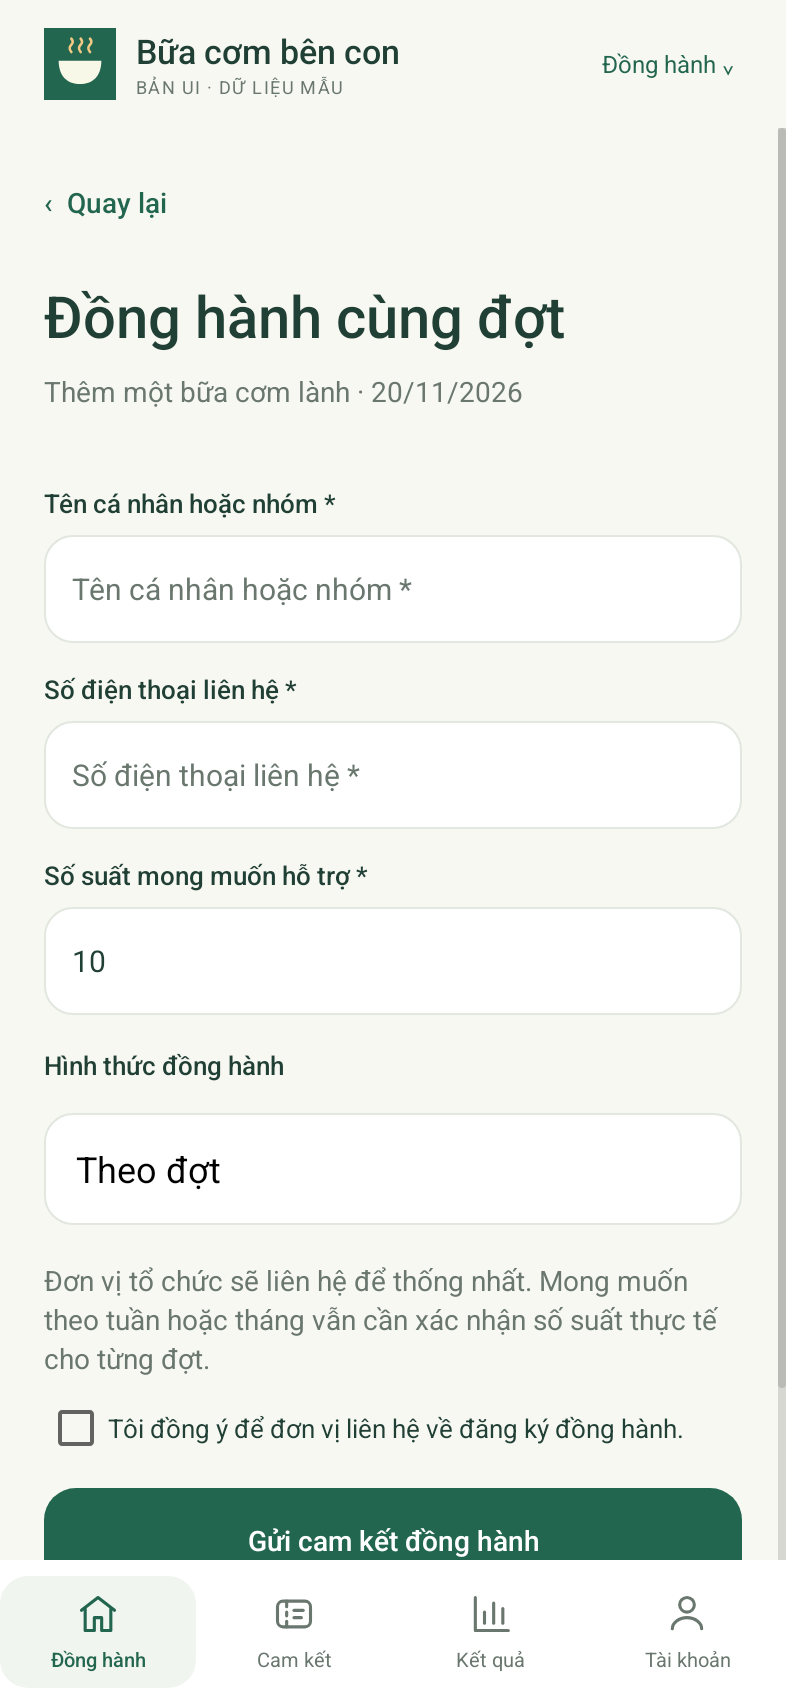 Bữa cơm bên con
BẢN UI · DỮ LIỆU MẪU
Đồng hành ˅
‹ Quay lại
Đồng hành cùng đợt
Thêm một bữa cơm lành · 20/11/2026
Tên cá nhân hoặc nhóm *
Tên cá nhân hoặc nhóm *
Số điện thoại liên hệ *
Số điện thoại liên hệ *
Số suất mong muốn hỗ trợ *
10
Hình thức đồng hành
Theo đợt
Đơn vị tổ chức sẽ liên hệ để thống nhất. Mong muốn
theo tuần hoặc tháng vẫn cần xác nhận số suất thực tế
cho từng đợt.
Tôi đồng ý để đơn vị liên hệ về đăng ký đồng hành.
Gửi cam kết đồng hành
Đồng hành
Cam kết
Kết quả
Tài khoản